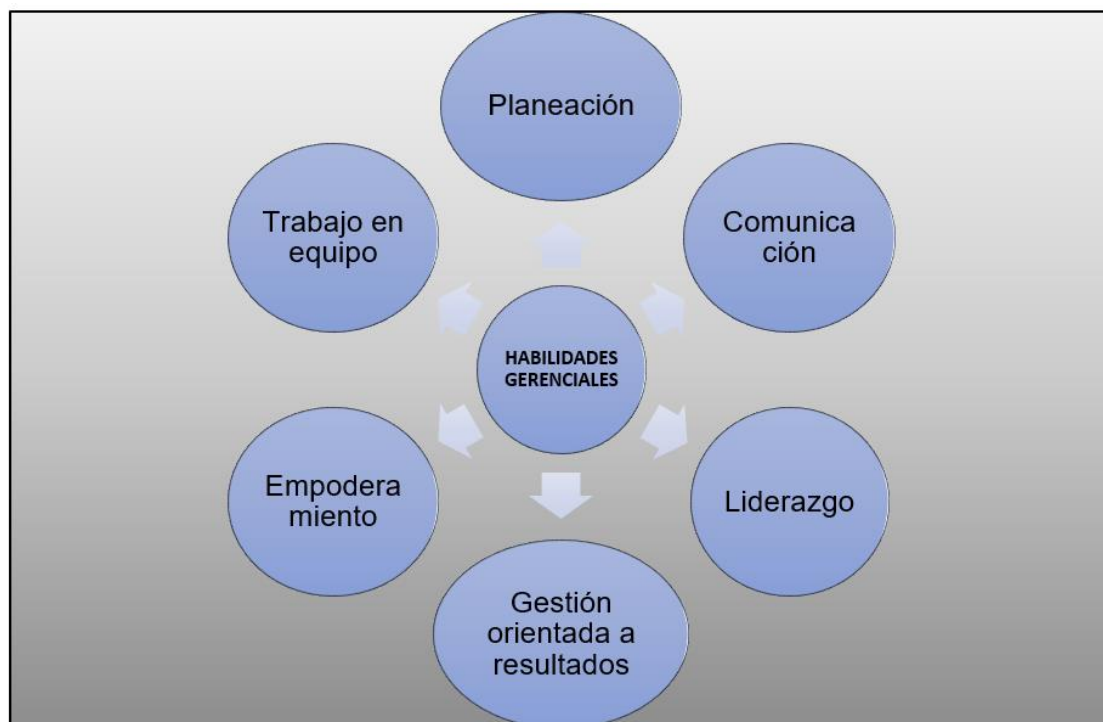 Planeación
Trabajo en
equipo
Comunica
ción
HABILIDADES
GERENCIALES
Empodera
miento
Liderazgo
Gestión
orientada a
resultados